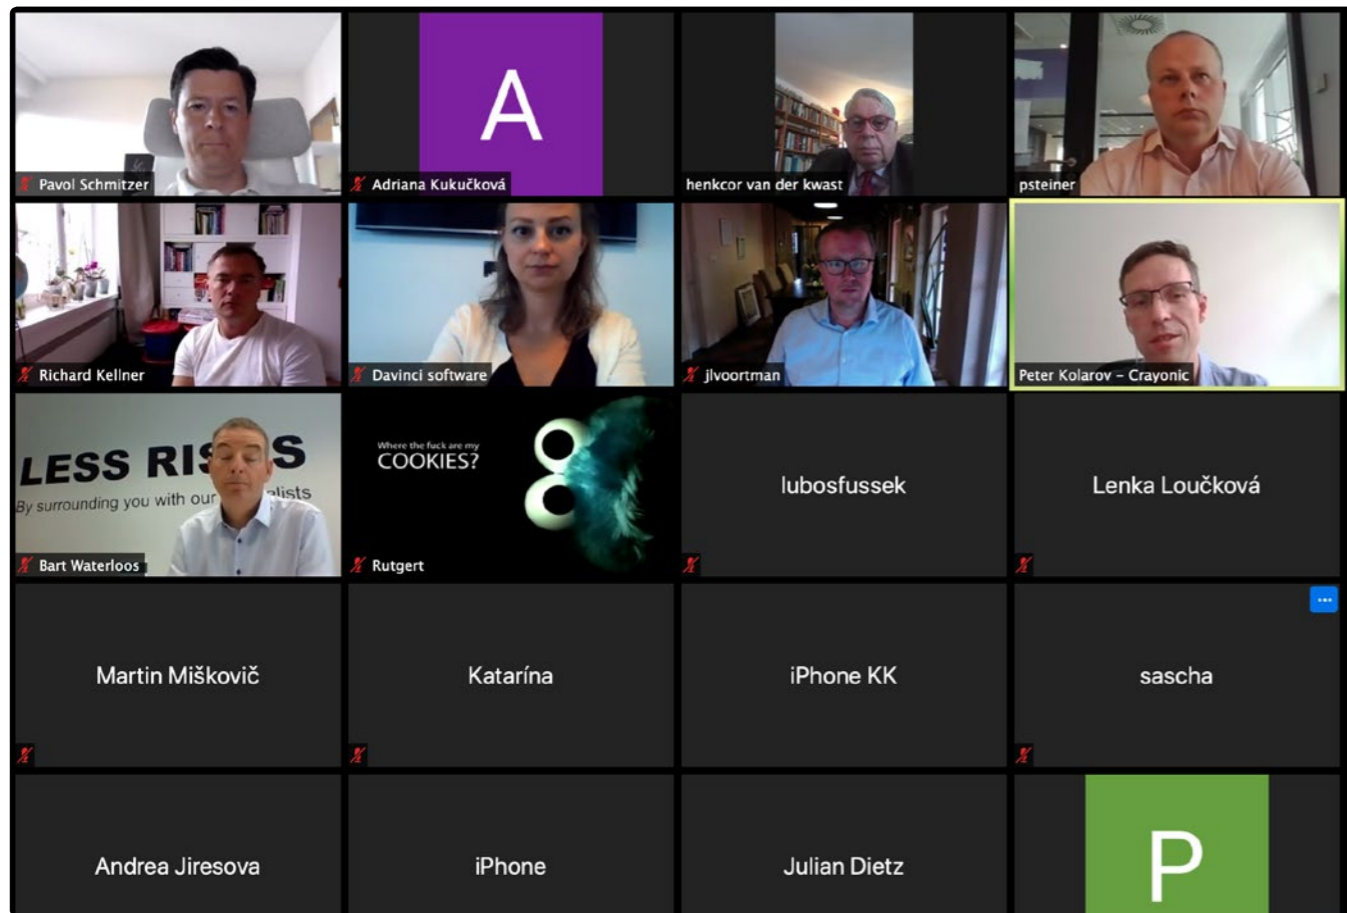 Pavol Schmitzer
A
Adriana Kukučková
henkcor van der kwast
psteiner
Richard Kellner
Davinci software
jlvoortman
Peter Kolarov – Crayonic
LESS RISKS
By surrounding you with our
alists
Bart Waterloos
Where the fuck are my
COOKIES?
Rutgert
lubosfussek
Lenka Loučková
Martin Miškovič
Katarína
iPhone KK
sascha
Andrea Jiresova
iPhone
Julian Dietz
P